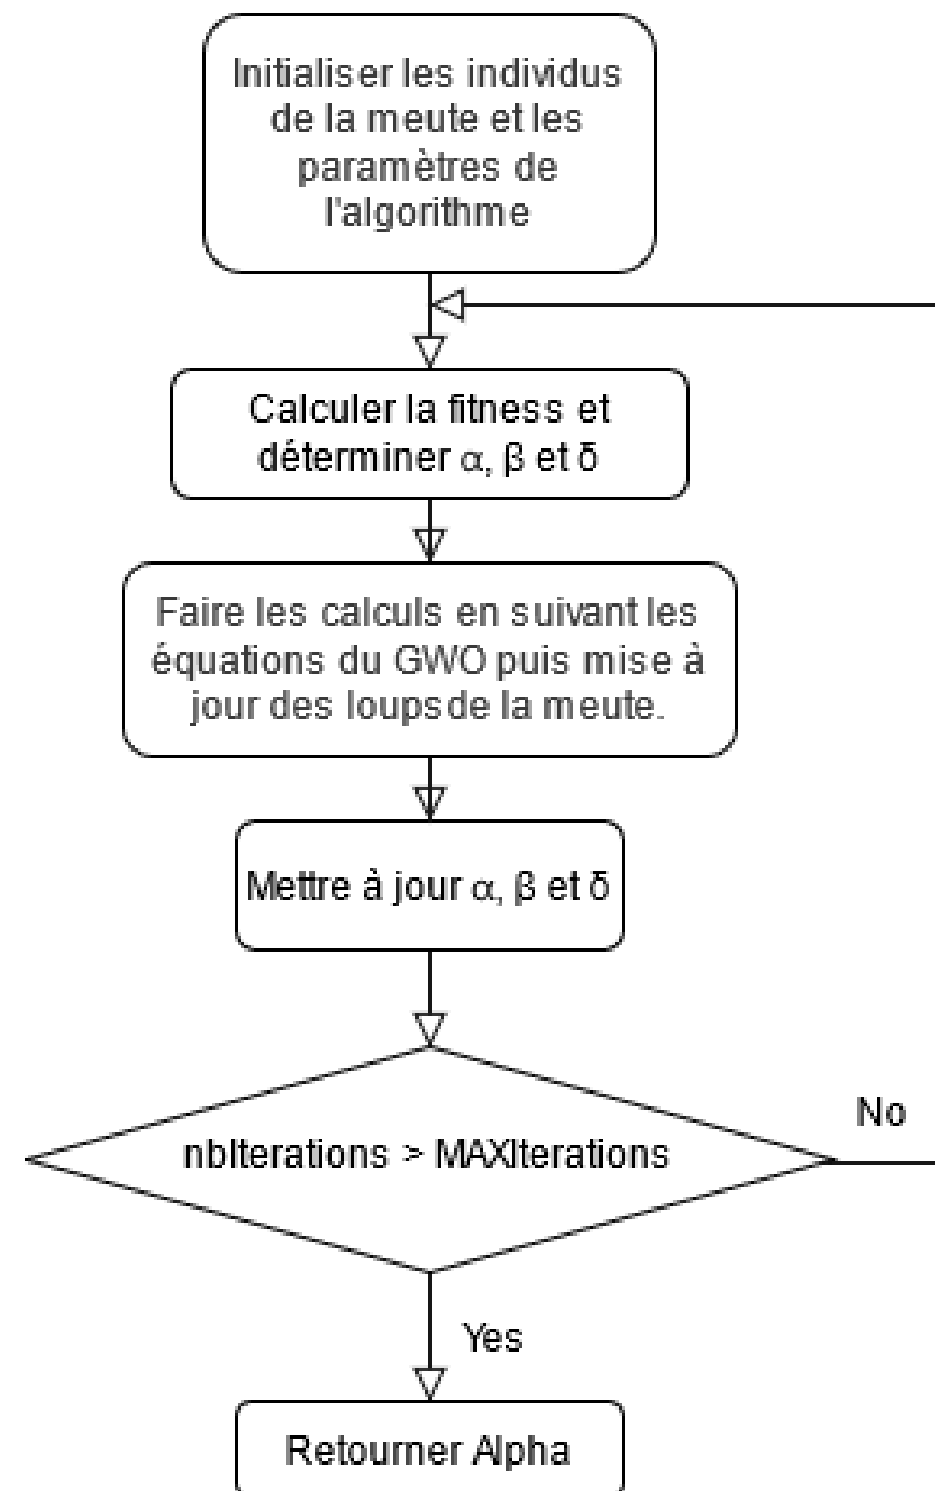 Initialiser les individus
de la meute et les
paramètres de
l'algorithme
Calculer la fitness et
déterminer α, β et δ
Faire les calculs en suivant les
équations du GWO puis mise à
jour des loups de la meute.
Mettre à jour α, β et δ
nbIterations > MAXIterations
No
Yes
Retourner Alpha